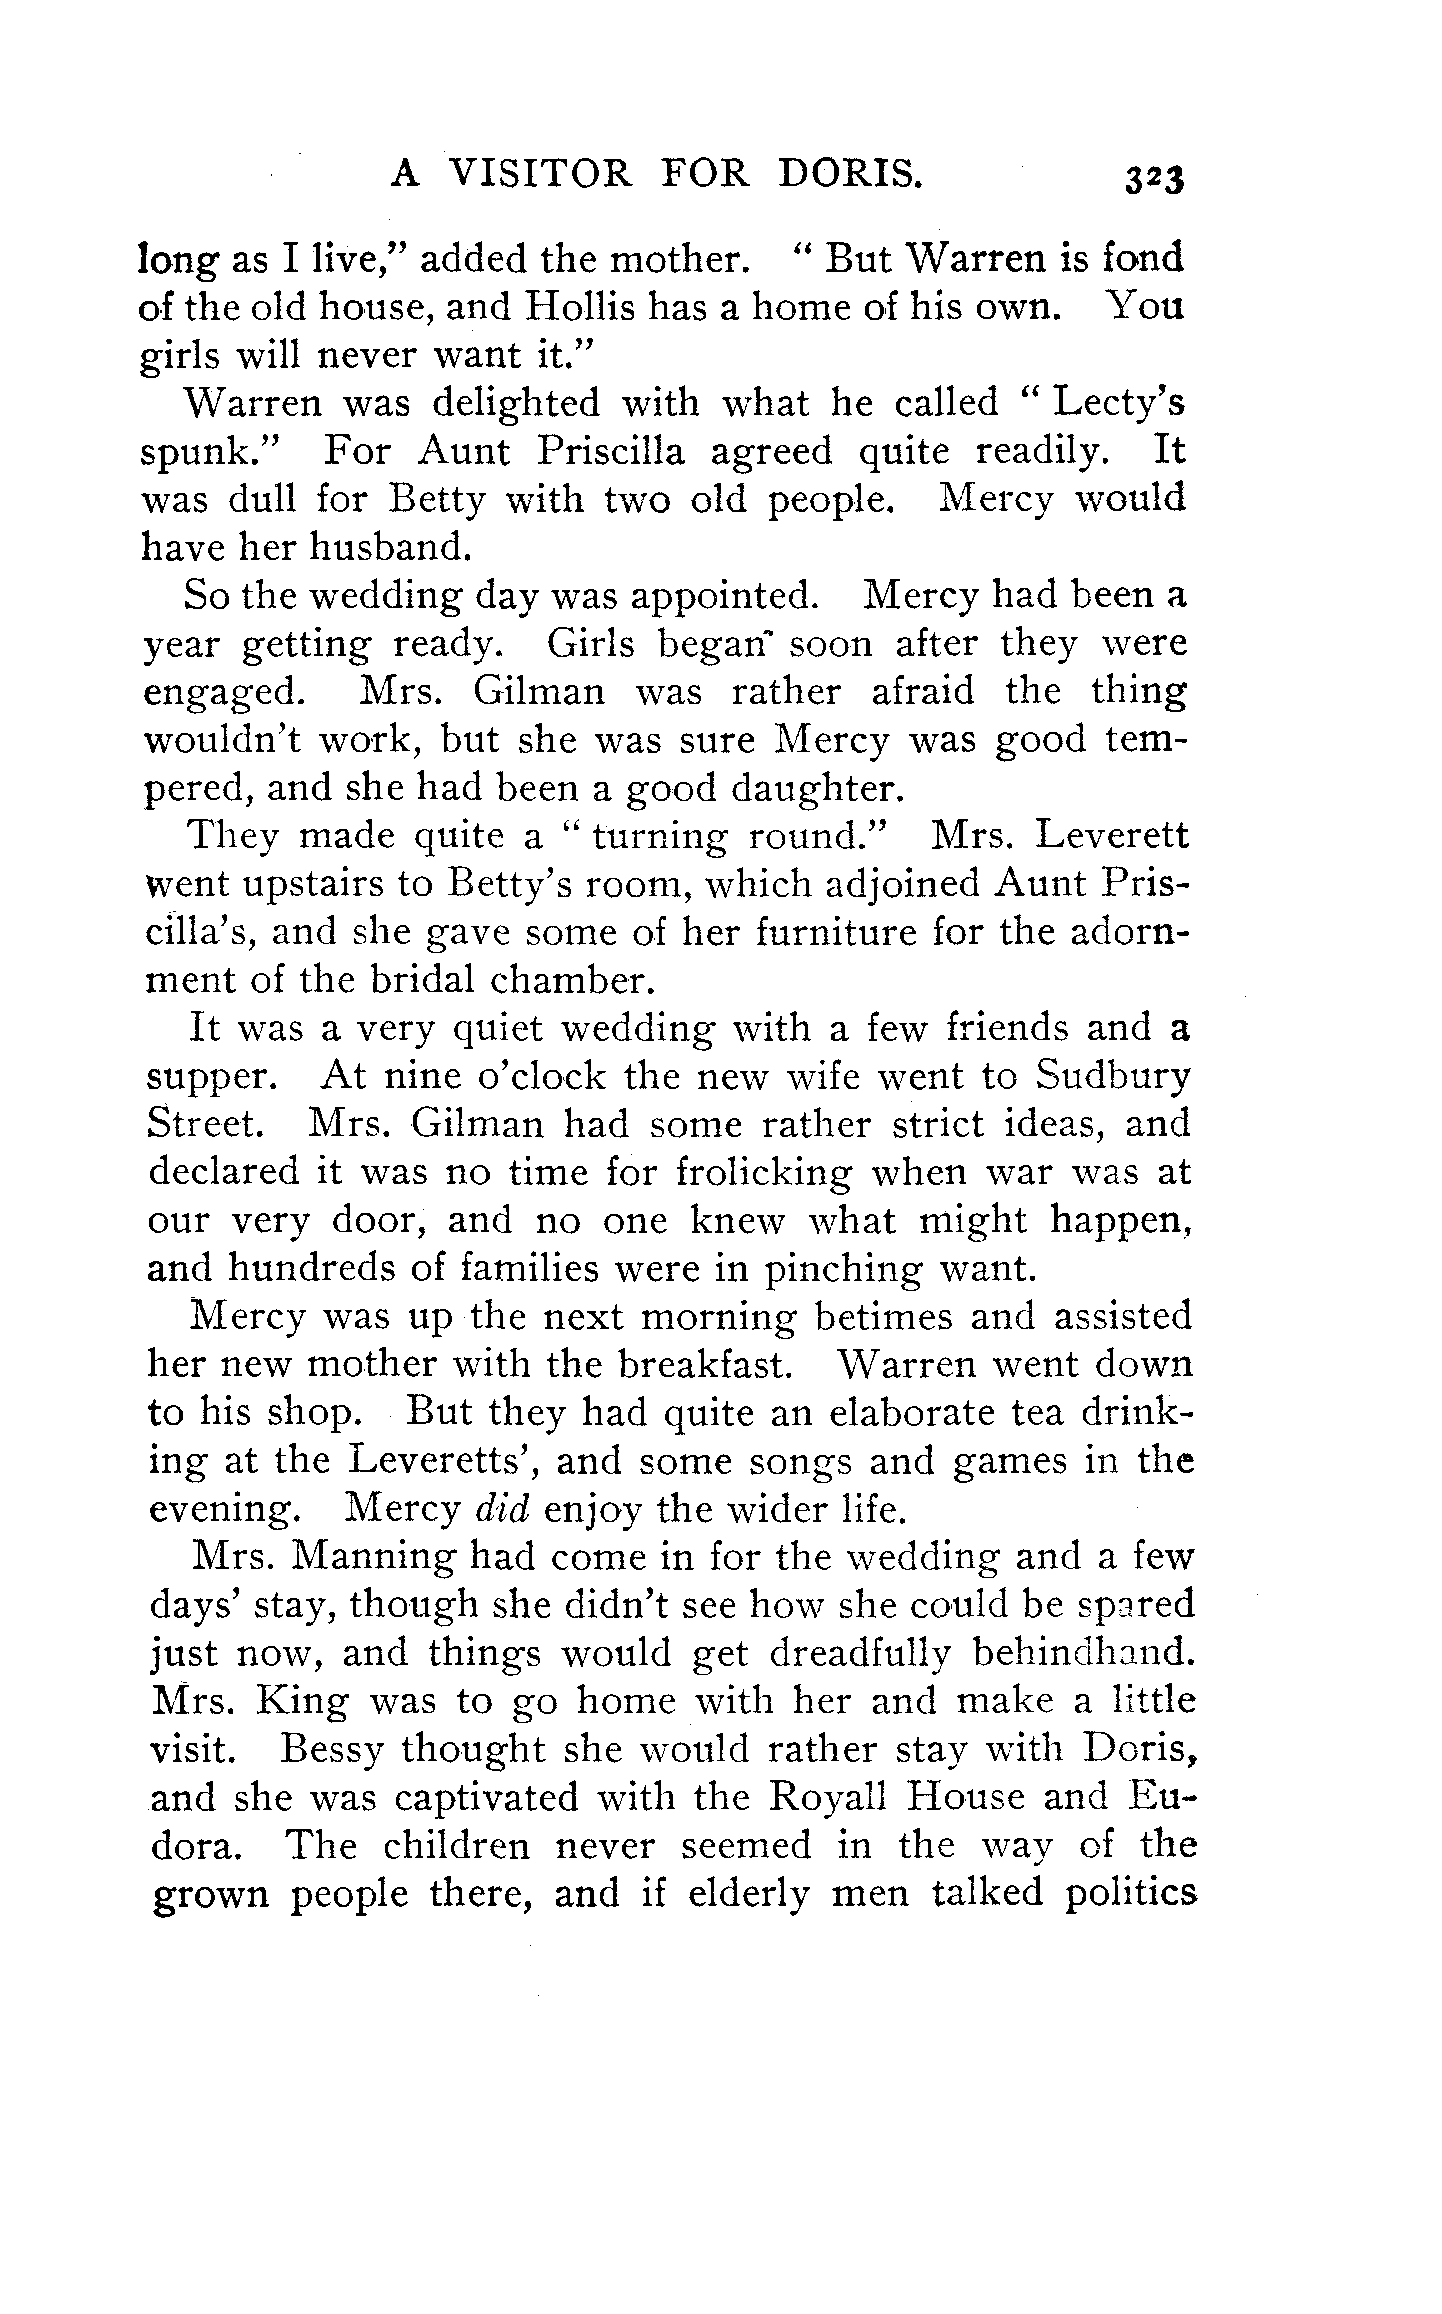 A VISITOR FOR DORIS. 323
long as I live,” added the mother. “ But Warren is fond
of the old house, and Hollis has a home of his own. You
girls will never want it.”
Warren was delighted with what he called “ Lecty’s
spunk.” For Aunt Priscilla agreed quite readily. It
was dull for Betty with two old people. Mercy would
have her husband.
So the wedding day was appointed. Mercy had been a
year getting ready. Girls began soon after they were
engaged. Mrs. Gilman was rather afraid the thing
wouldn’t work, but she was sure Mercy was good tem-
pered, and she had been a good daughter.
They made quite a “ turning round.” Mrs. Leverett
went upstairs to Betty’s room, which adjoined Aunt Pris-
cilla’s, and she gave some of her furniture for the adorn-
ment of the bridal chamber.
It was a very quiet wedding with a few friends and a
supper. At nine o’clock the new wife went to Sudbury
Street. Mrs. Gilman had some rather strict ideas, and
declared it was no time for frolicking when war was at
our very door, and no one knew what might happen,
and hundreds of families were in pinching want.
Mercy was up the next morning betimes and assisted
her new mother with the breakfast. Warren went down
to his shop. But they had quite an elaborate tea drink-
ing at the Leveretts’, and some songs and games in the
evening. Mercy did enjoy the wider life.
Mrs. Manning had come in for the wedding and a few
days’ stay, though she didn’t see how she could be spared
just now, and things would get dreadfully behindhand.
Mrs. King was to go home with her and make a little
visit. Bessy thought she would rather stay with Doris,
and she was captivated with the Royall House and Eu-
dora. The children never seemed in the way of the
grown people there, and if elderly men talked politics